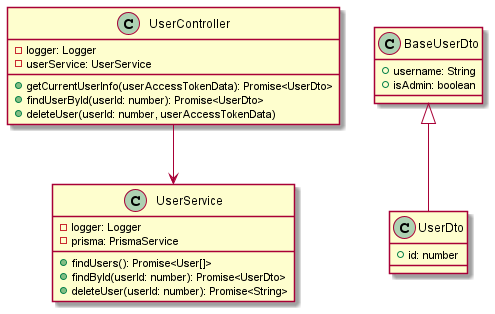 C UserController
logger: Logger
userService: UserService
getCurrentUserInfo(userAccessTokenData): Promise<UserDto>
findUserById(userId: number): Promise<UserDto>
deleteUser(userId: number, userAccessTokenData)
C BaseUserDto
username: String
isAdmin: boolean
C UserService
logger: Logger
prisma: PrismaService
findUsers(): Promise<User[]>
findById(userId: number): Promise<UserDto>
deleteUser(userId: number): Promise<String>
C UserDto
id: number